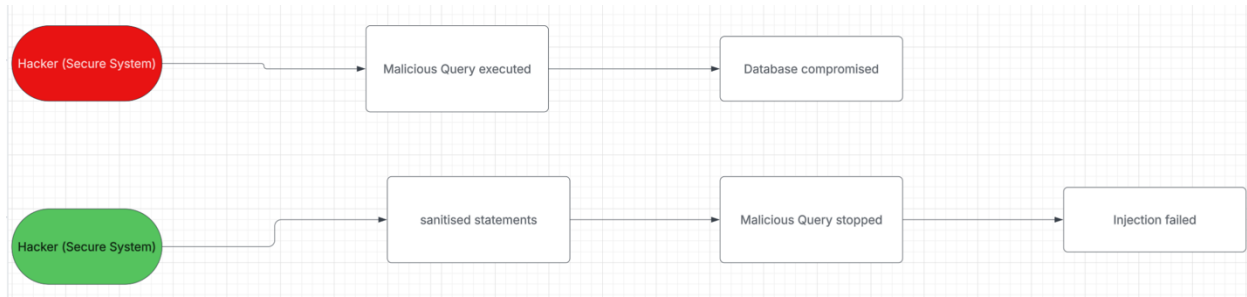 Hacker (Secure System)
Malicious Query executed
Database compromised
Hacker (Secure System)
sanitised statements
Malicious Query stopped
Injection failed